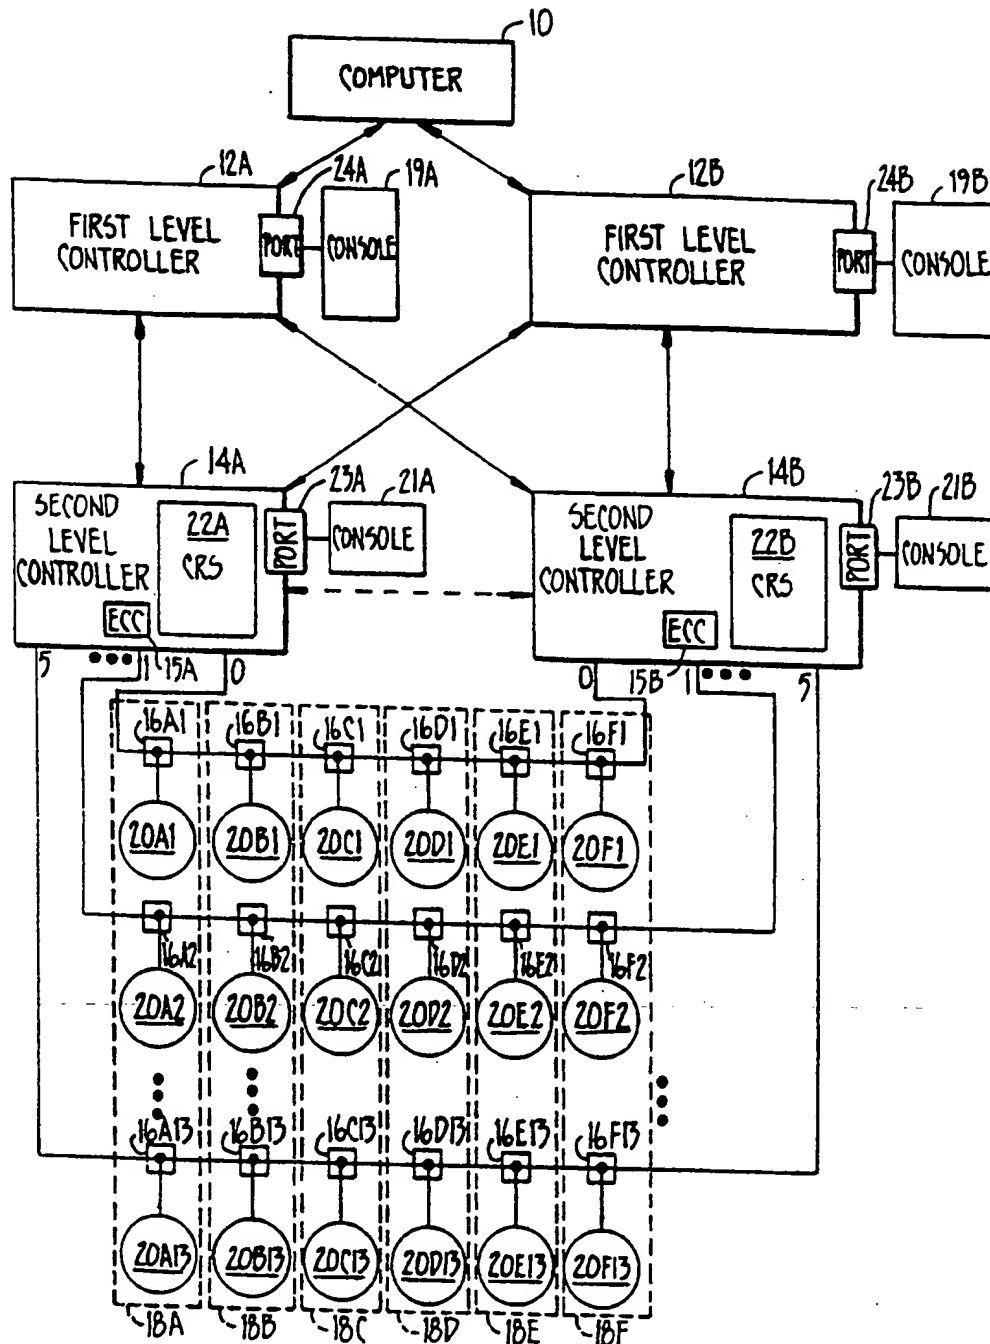 10
COMPUTER
12A
24A
19A
12B
24B
19B
FIRST LEVEL
CONTROLLER
PORT
CONSOLE
FIRST LEVEL
CONTROLLER
PORT
CONSOLE
14A
23A
21A
14B
23B
21B
SECOND
LEVEL
CONTROLLER
22A
CRS
PORT
CONSOLE
ECC
SECOND
LEVEL
CONTROLLER
22B
CRS
PORT
CONSOLE
ECC
5
1
15A
0
0
15B
1
5
16A1
16B1
16C1
16D1
16E1
16F1
20A1
20B1
20C1
20D1
20E1
20F1
16A2
16B2
16C2
16D2
16E2
16F2
20A2
20B2
20C2
20D2
20E2
20F2
16A13
16B13
16C13
16D13
16E13
16F13
20A13
20B13
20C13
20D13
20E13
20F13
18A
18B
18C
18D
18E
18F